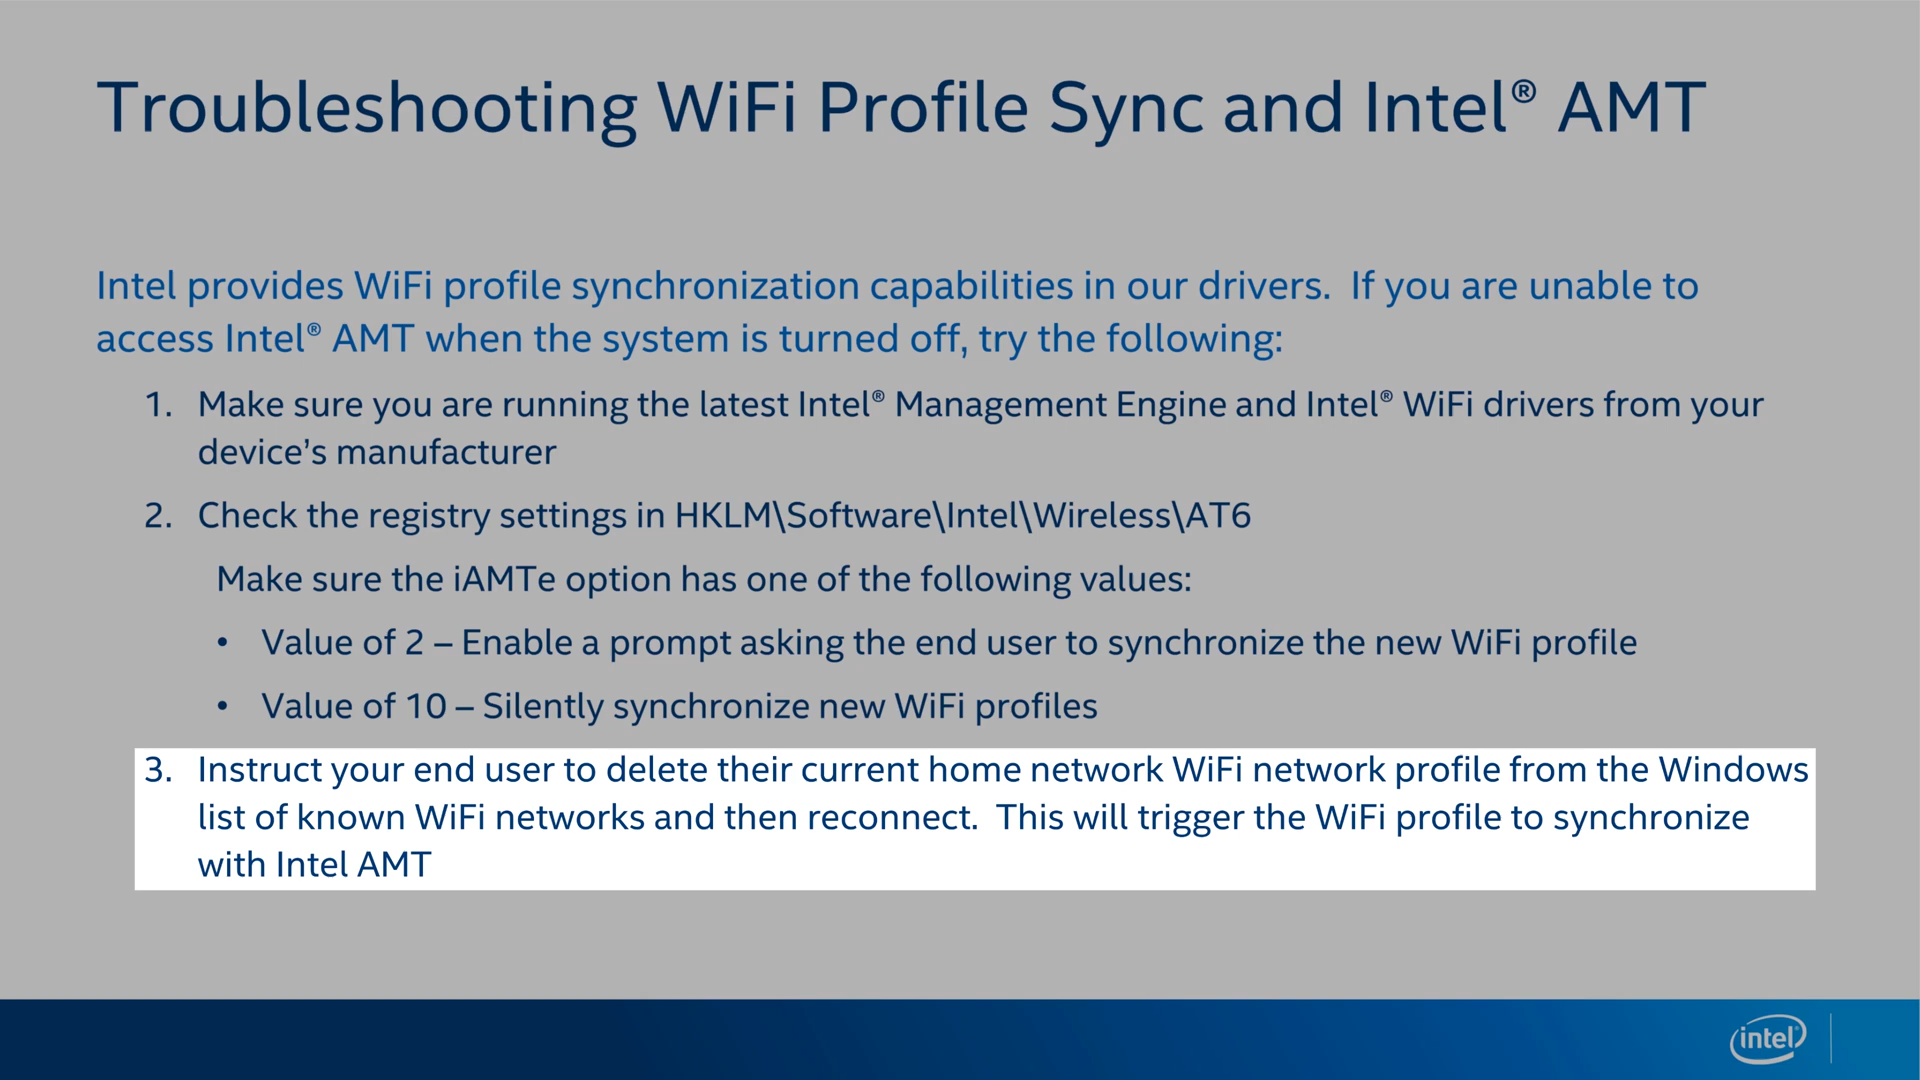 Troubleshooting WiFi Profile Sync and Intel® AMT
Intel provides WiFi profile synchronization capabilities in our drivers.  If you are unable to
access Intel® AMT when the system is turned off, try the following:
1. Make sure you are running the latest Intel® Management Engine and Intel® WiFi drivers from your
device’s manufacturer
2. Check the registry settings in HKLM\Software\Intel\Wireless\AT6
Make sure the iAMTe option has one of the following values:
• Value of 2 – Enable a prompt asking the end user to synchronize the new WiFi profile
• Value of 10 – Silently synchronize new WiFi profiles
3. Instruct your end user to delete their current home network WiFi network profile from the Windows
list of known WiFi networks and then reconnect.  This will trigger the WiFi profile to synchronize
with Intel AMT
intel®